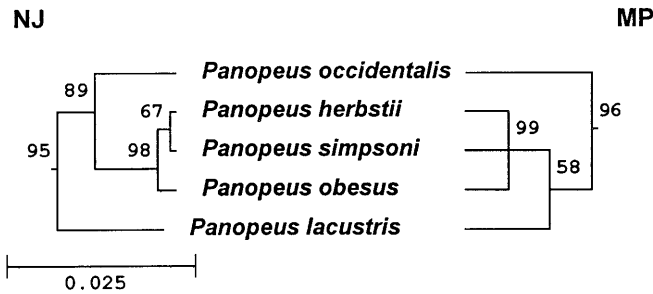 NJ MP
Panopeus occidentalis
89 96
67 Panopeus herbstii
99
95 98 Panopeus simpsoni
58
Panopeus obesus
Panopeus lacustris
0.025